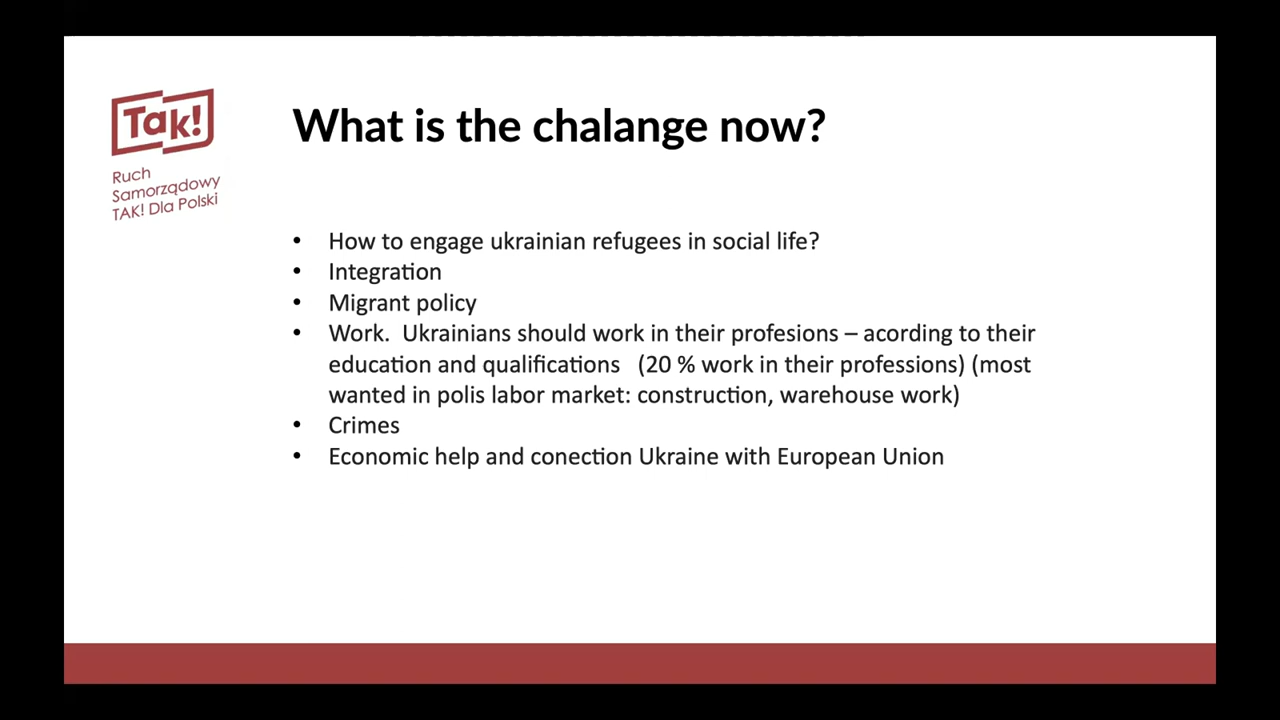 Tak!
Ruch
Samorządowy
TAK! Dla Polski
What is the chalange now?
• How to engage ukrainian refugees in social life?
• Integration
• Migrant policy
• Work.  Ukrainians should work in their profesions – acording to their
education and qualifications   (20 % work in their professions) (most
wanted in polis labor market: construction, warehouse work)
• Crimes
• Economic help and conection Ukraine with European Union